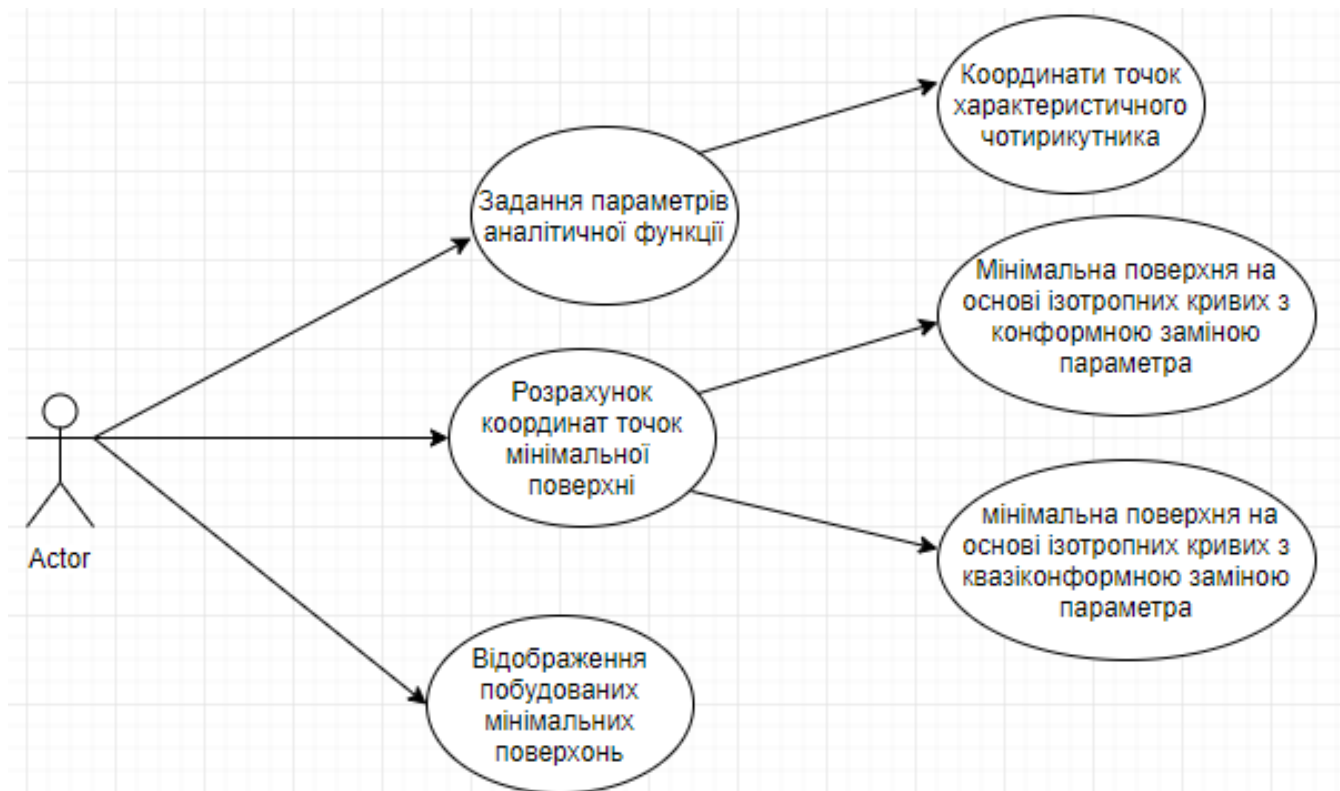 Координати точок
характеристичного
чотирикутника
Задання параметрів
аналітичної функції
Мінімальна поверхня на
основі ізотропних кривих з
конформною заміною
параметра
Розрахунок
координат точок
мінімальної
поверхні
мінімальна поверхня на
основі ізотропних кривих з
квазіконформною заміною
параметра
Actor
Відображення
побудованих
мінімальних
поверхонь